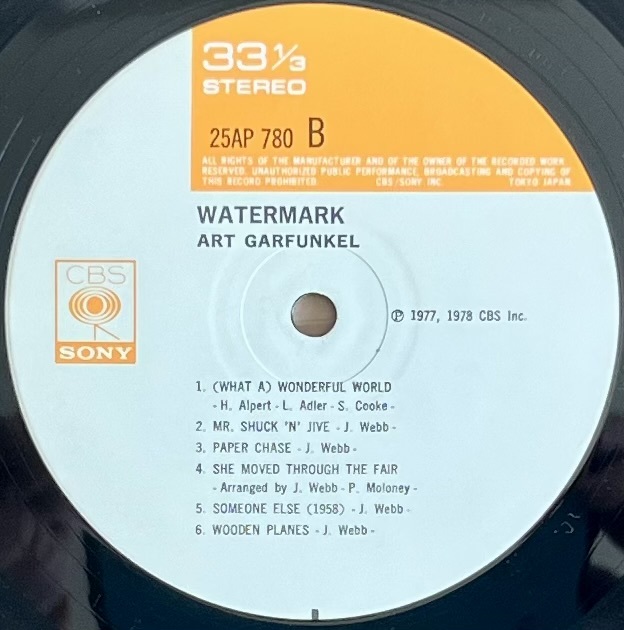 33 1/3
STEREO
25AP 780 B
ALL RIGHTS OF THE MANUFACTURER AND OF THE OWNER OF THE RECORDED WORK
RESERVED. UNAUTHORIZED PUBLIC PERFORMANCE, BROADCASTING AND COPYING OF
THIS RECORD PROHIBITED. CBS/SONY INC. TOKYO JAPAN
WATERMARK
ART GARFUNKEL
CBS
SONY
℗ 1977, 1978 CBS Inc.
1. (WHAT A) WONDERFUL WORLD
- H. Alpert - L. Adler - S. Cooke -
2. MR. SHUCK 'N' JIVE - J. Webb -
3. PAPER CHASE - J. Webb -
4. SHE MOVED THROUGH THE FAIR
- Arranged by J. Webb - P. Moloney -
5. SOMEONE ELSE (1958) - J. Webb -
6. WOODEN PLANES - J. Webb -